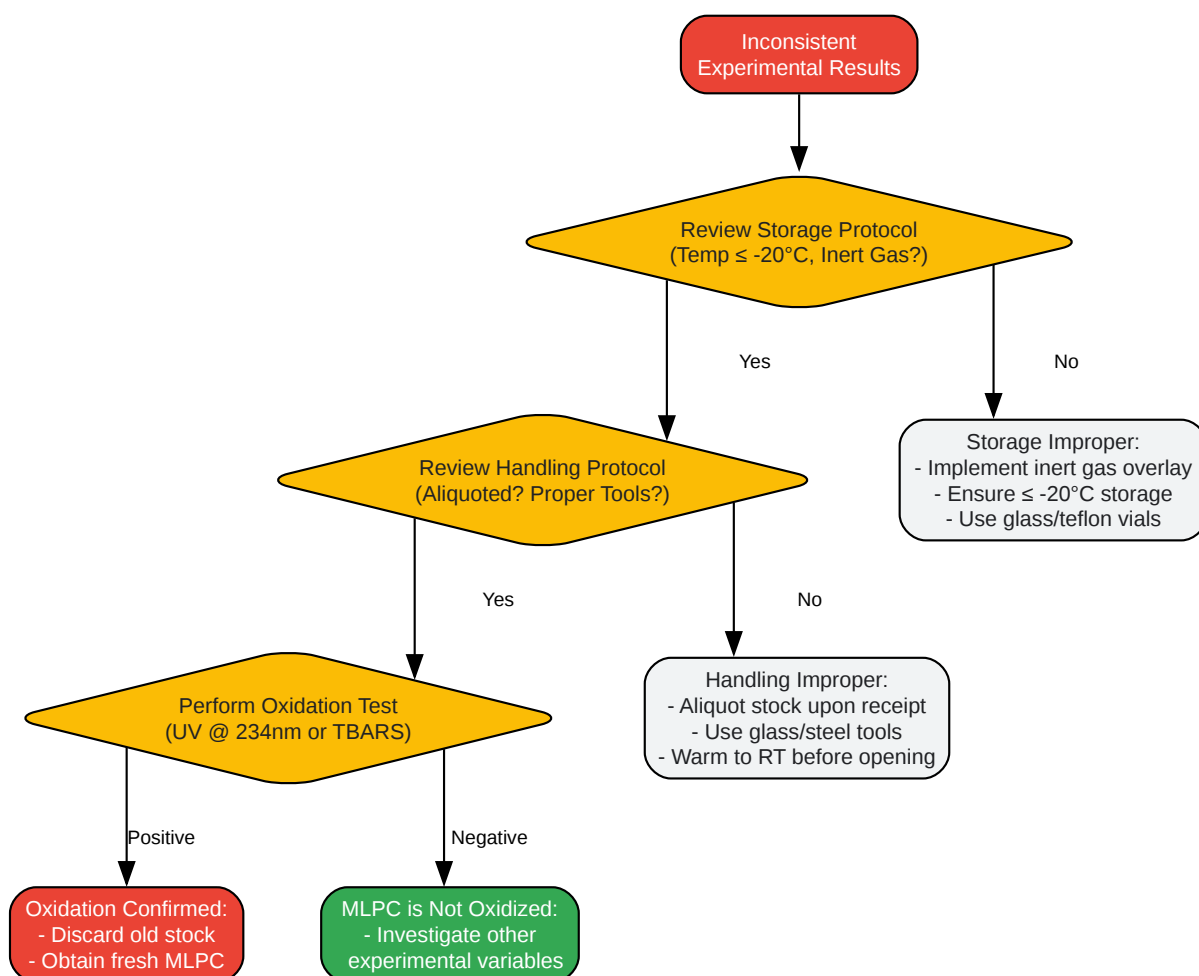 Inconsistent
Experimental Results
Review Storage Protocol
(Temp ≤ -20°C, Inert Gas?)
Yes
No
Storage Improper:
- Implement inert gas overlay
- Ensure ≤ -20°C storage
- Use glass/teflon vials
Review Handling Protocol
(Aliquoted? Proper Tools?)
Yes
No
Handling Improper:
- Aliquot stock upon receipt
- Use glass/steel tools
- Warm to RT before opening
Perform Oxidation Test
(UV @ 234nm or TBARS)
Positive
Negative
Oxidation Confirmed:
- Discard old stock
- Obtain fresh MLPC
MLPC is Not Oxidized:
- Investigate other
experimental variables